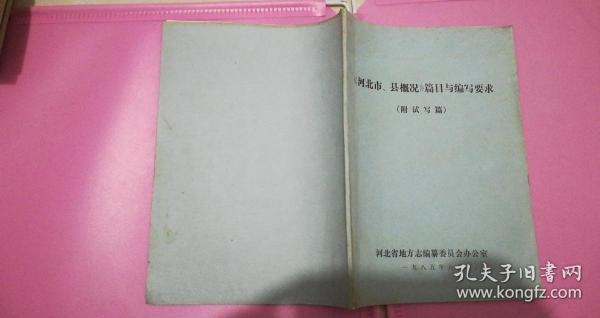 《河北市、县概况》篇目与编写要求
（附试写篇）
河北省地方志编纂委员会办公室
一九八五年
孔夫子旧书网
www.kongfz.com